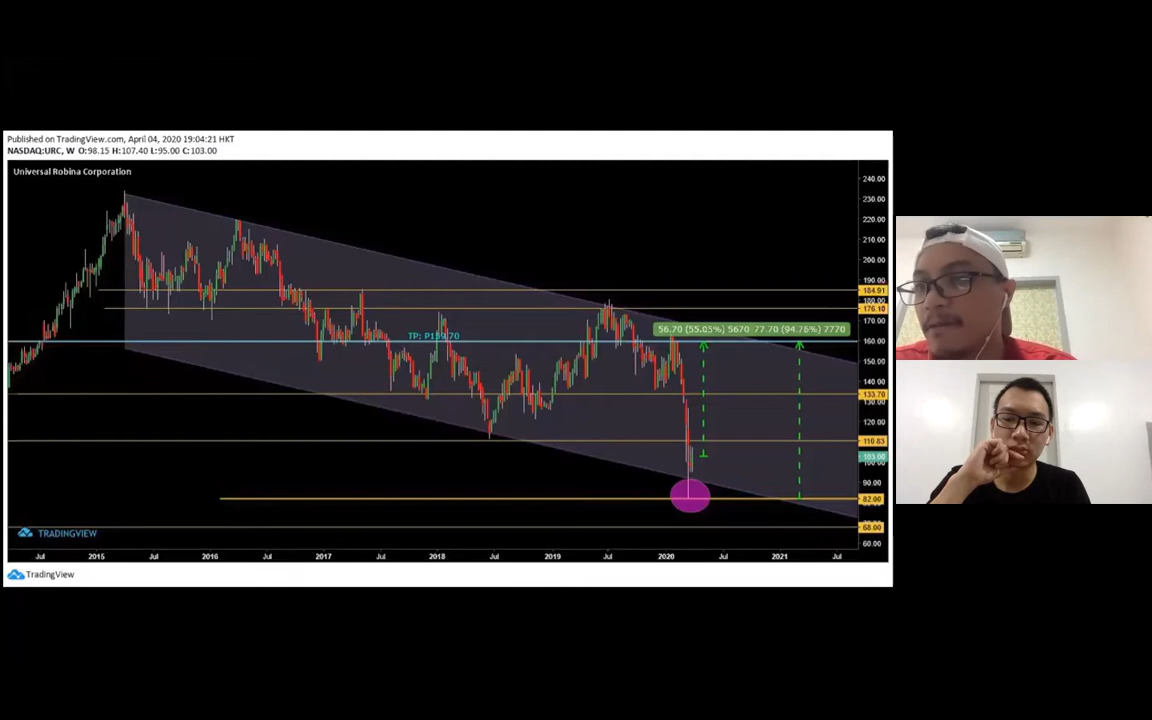 Published on TradingView.com, April 04, 2020 19:04:21 HKT
NASDAQ:URC, W O:98.15 H:107.40 L:95.00 C:103.00
Universal Robina Corporation
240.00
230.00
220.00
210.00
200.00
190.00
184.91
180.00
176.10
170.00
56.70 (55.05%) 5670 77.70 (94.76%) 7770
TP: P159.70
160.00
150.00
140.00
133.70
130.00
120.00
110.83
103.00
100.00
90.00
82.00
68.00
60.00
TRADINGVIEW
Jul 2015 Jul 2016 Jul 2017 Jul 2018 Jul 2019 Jul 2020 2021 Jul
TradingView